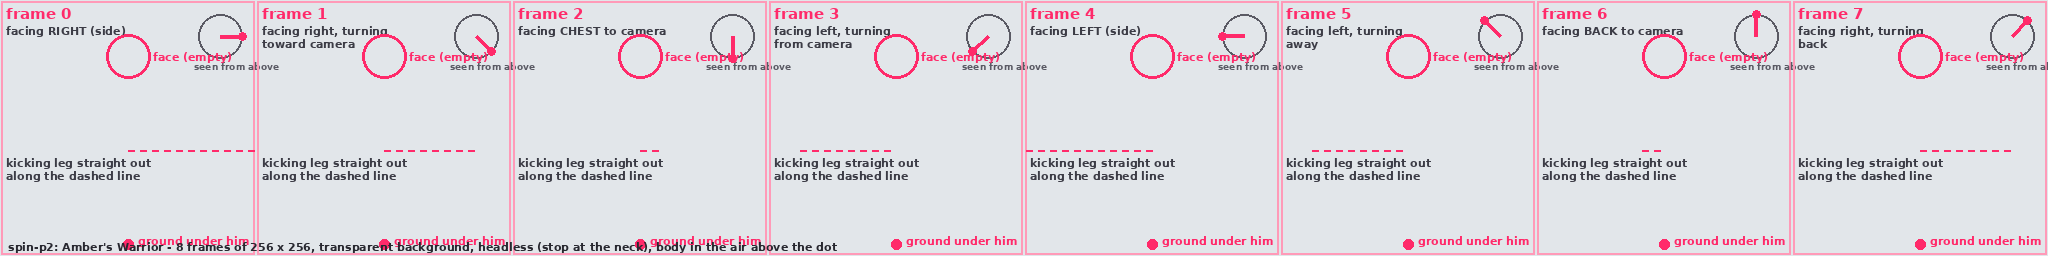 frame 0
facing RIGHT (side)
face (empty)
seen from above
kicking leg straight out
along the dashed line
ground under him
frame 1
facing right, turning
toward camera
face (empty)
seen from above
kicking leg straight out
along the dashed line
ground under him
frame 2
facing CHEST to camera
face (empty)
seen from above
kicking leg straight out
along the dashed line
ground under him
frame 3
facing left, turning
from camera
face (empty)
seen from above
kicking leg straight out
along the dashed line
ground under him
frame 4
facing LEFT (side)
face (empty)
seen from above
kicking leg straight out
along the dashed line
ground under him
frame 5
facing left, turning
away
face (empty)
seen from above
kicking leg straight out
along the dashed line
ground under him
frame 6
facing BACK to camera
face (empty)
seen from above
kicking leg straight out
along the dashed line
ground under him
frame 7
facing right, turning
back
face (empty)
seen from al
kicking leg straight out
along the dashed line
ground under him
spin-p2: Amber's Warrior - 8 frames of 256 x 256, transparent background, headless (stop at the neck), body in the air above the dot